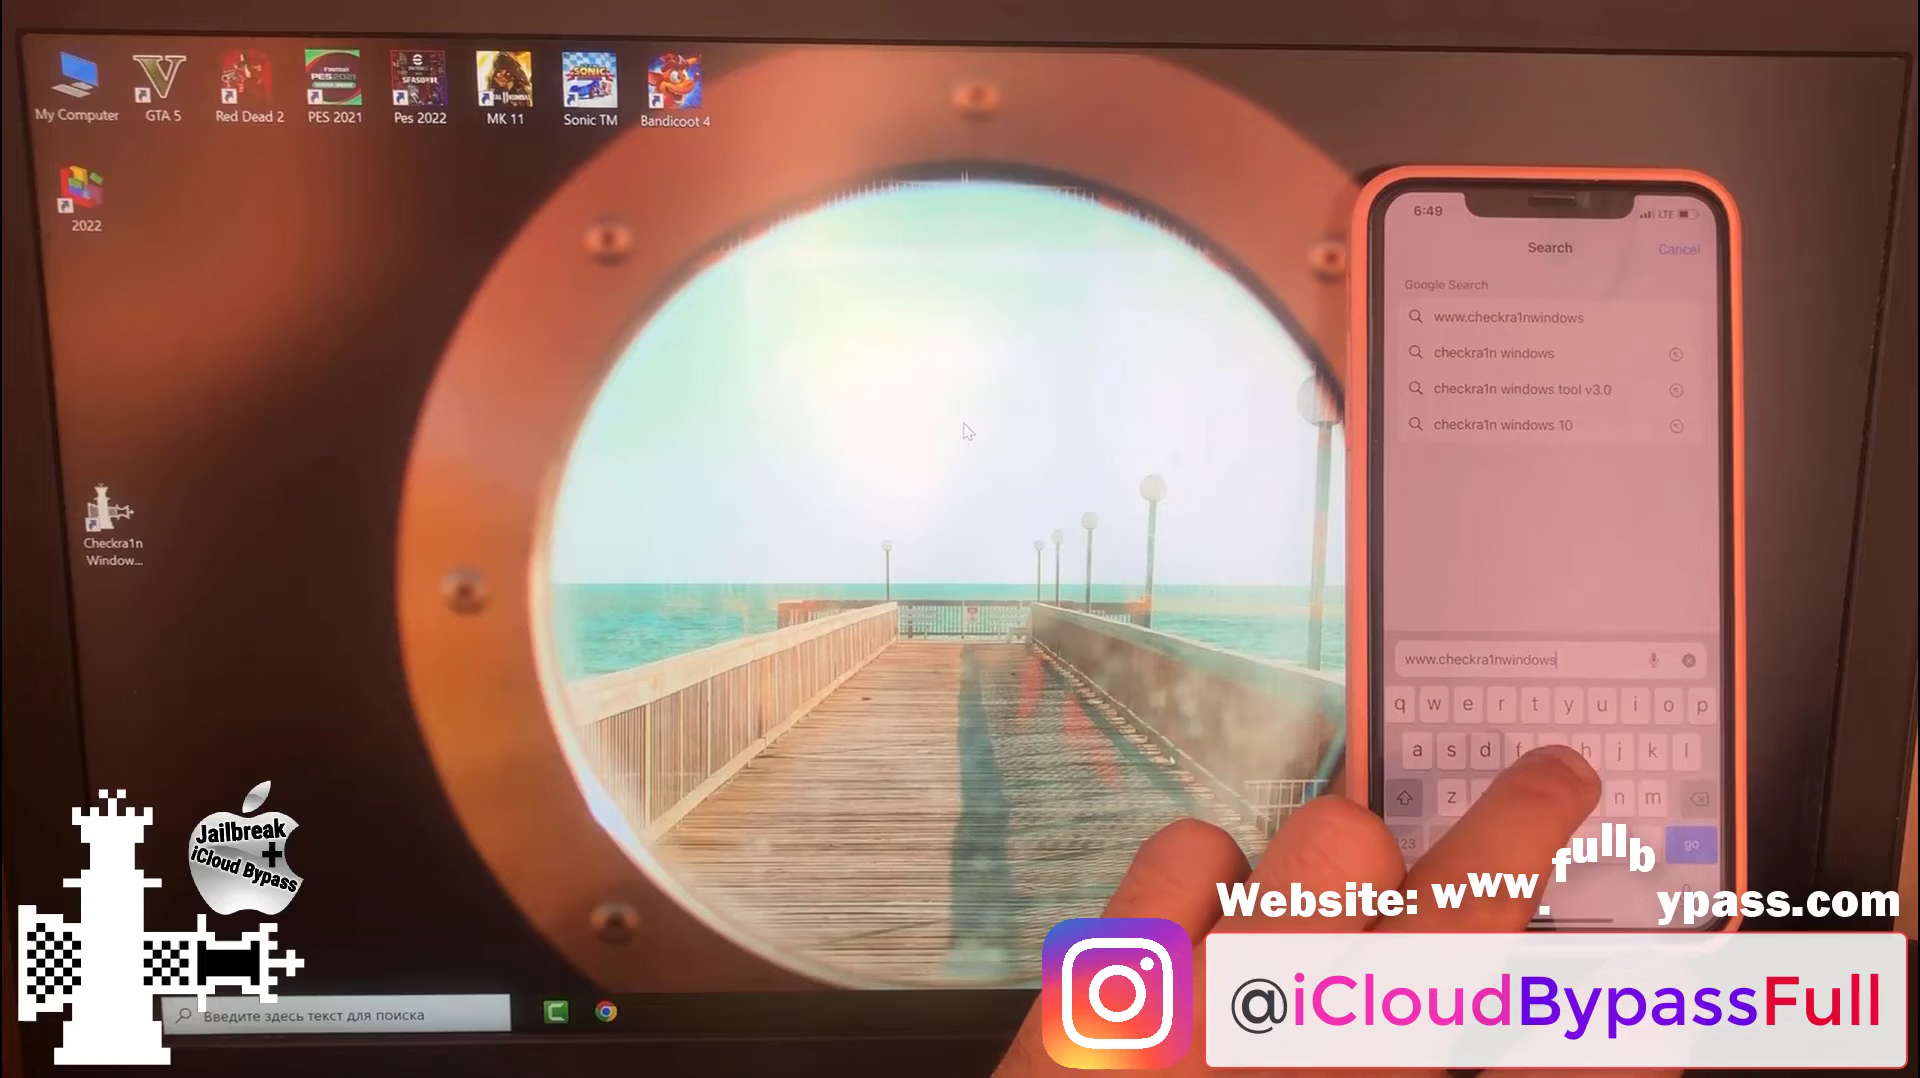 My Computer
GTA 5
Red Dead 2
PES 2021
Pes 2022
MK 11
Sonic TM
Bandicoot 4
2022
Checkra1n
Window...
6:49
LTE
Search
Cancel
Google Search
www.checkra1nwindows
checkra1n windows
checkra1n windows tool v3.0
checkra1n windows 10
www.checkra1nwindows
q w e r t y u i o p
a s d f h j k l
z n m
go
Jailbreak
+
iCloud Bypass
Website: www.fullbypass.com
@iCloudBypassFull
Введите здесь текст для поиска